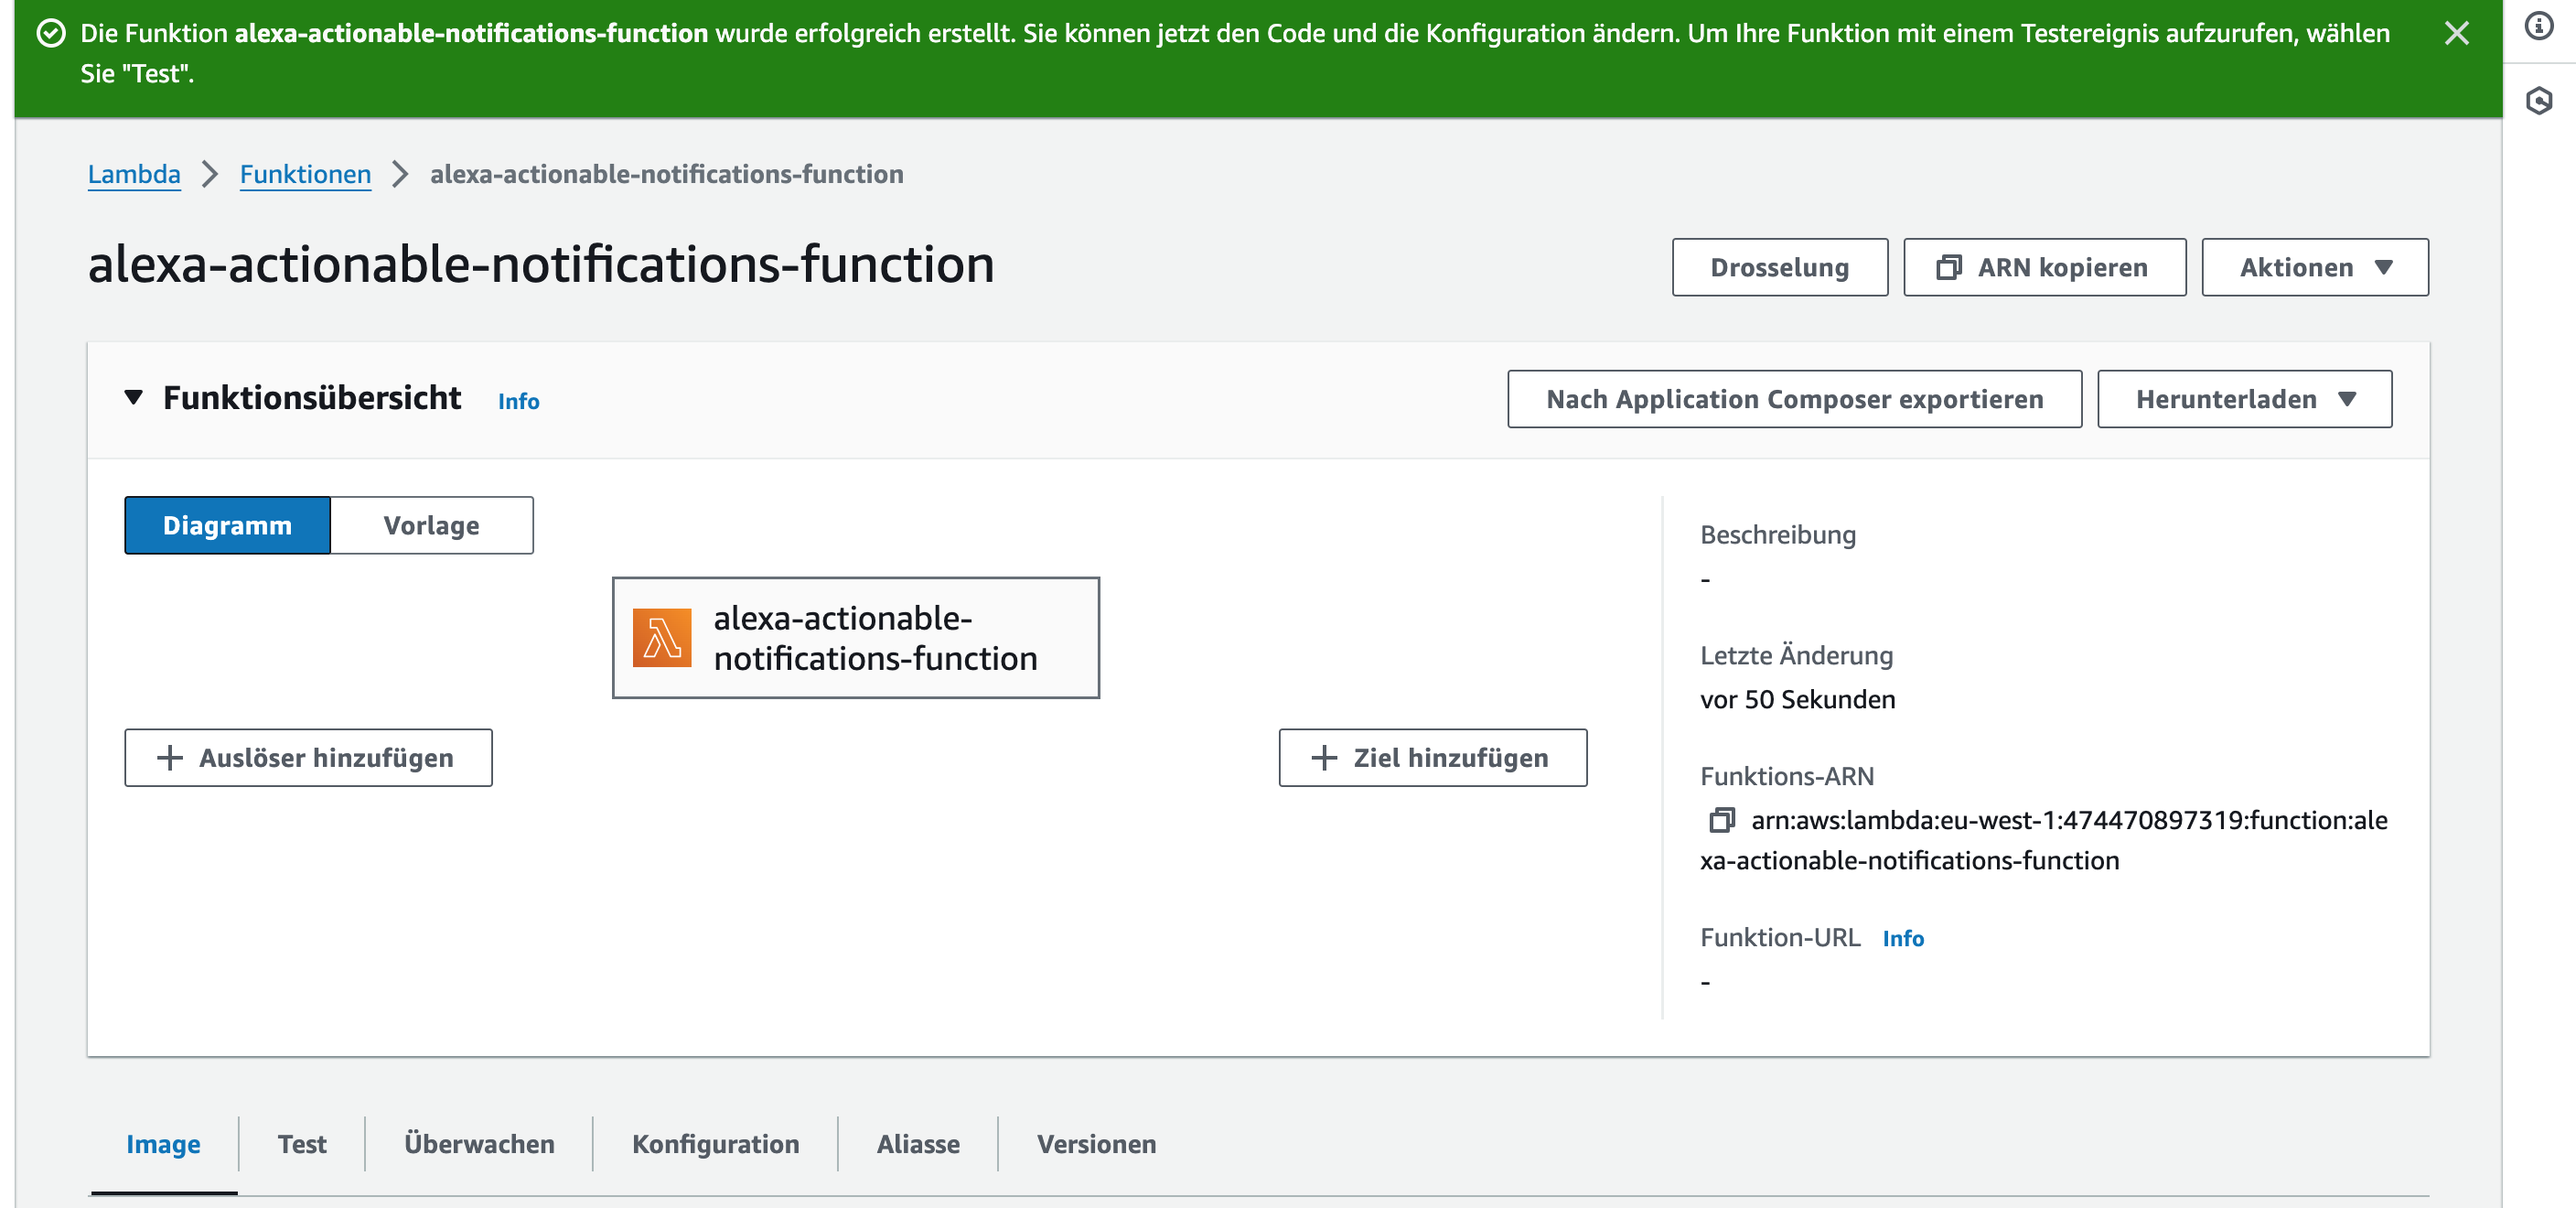 Die Funktion alexa-actionable-notifications-function wurde erfolgreich erstellt. Sie können jetzt den Code und die Konfiguration ändern. Um Ihre Funktion mit einem Testereignis aufzurufen, wählen
Sie "Test".
Lambda > Funktionen > alexa-actionable-notifications-function
alexa-actionable-notifications-function
Drosselung
ARN kopieren
Aktionen
Funktionsübersicht Info
Nach Application Composer exportieren
Herunterladen
Diagramm
Vorlage
alexa-actionable-
notifications-function
Auslöser hinzufügen
Ziel hinzufügen
Beschreibung
-
Letzte Änderung
vor 50 Sekunden
Funktions-ARN
arn:aws:lambda:eu-west-1:474470897319:function:ale
xa-actionable-notifications-function
Funktion-URL Info
-
Image
Test
Überwachen
Konfiguration
Aliasse
Versionen